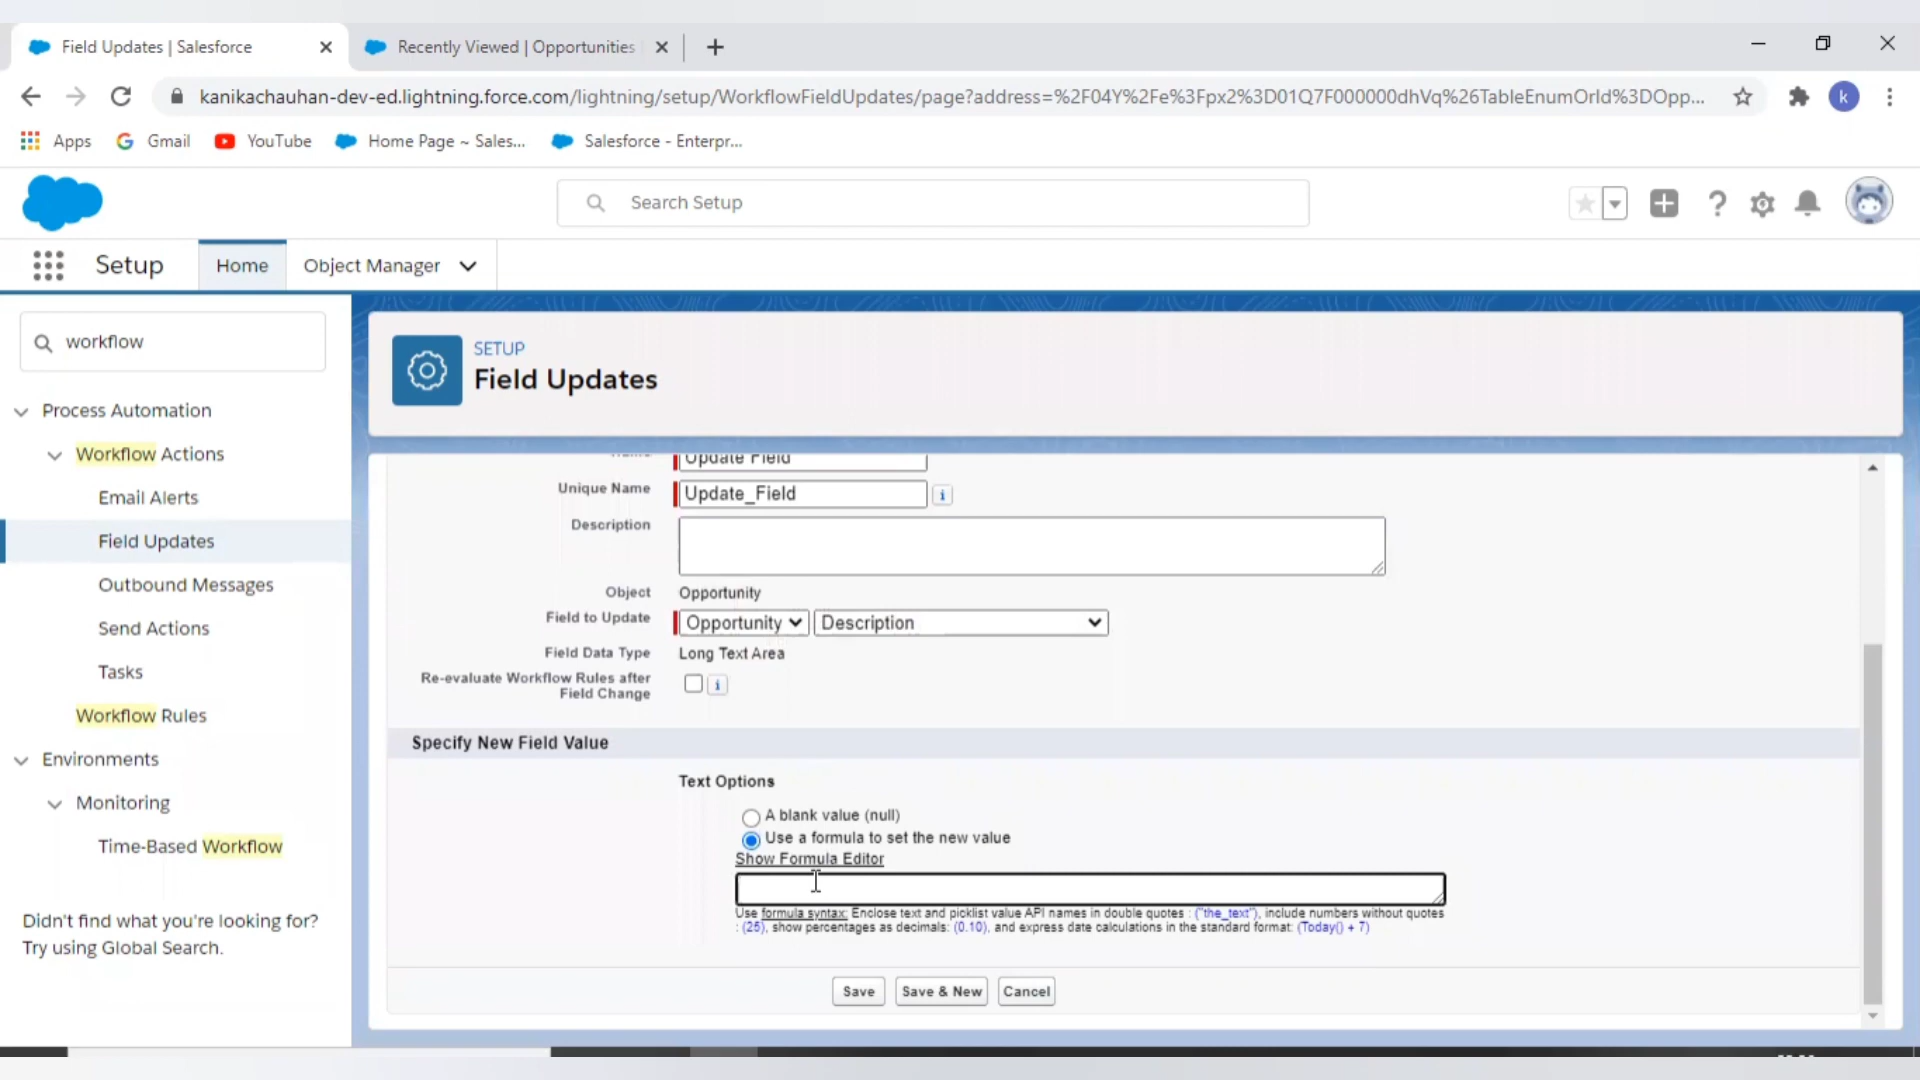 Field Updates | Salesforce
Recently Viewed | Opportunities
kanikachauhan-dev-ed.lightning.force.com/lightning/setup/WorkflowFieldUpdates/page?address=%2F04Y%2Fe%3Fpx2%3D01Q7F000000dhVq%26TableEnumOrId%3DOpp...
k
Apps
Gmail
YouTube
Home Page ~ Sales...
Salesforce - Enterpr...
Search Setup
Setup
Home
Object Manager
workflow
Process Automation
Workflow Actions
Email Alerts
Field Updates
Outbound Messages
Send Actions
Tasks
Workflow Rules
Environments
Monitoring
Time-Based Workflow
Didn't find what you're looking for?
Try using Global Search.
SETUP
Field Updates
Update Field
Unique Name
Update_Field
Description
Object
Opportunity
Field to Update
Opportunity
Description
Field Data Type
Long Text Area
Re-evaluate Workflow Rules after
Field Change
Specify New Field Value
Text Options
A blank value (null)
Use a formula to set the new value
Show Formula Editor
Use formula syntax: Enclose text and picklist value API names in double quotes : ("the_text"), include numbers without quotes
: (25), show percentages as decimals: (0.10), and express date calculations in the standard format: (Today() + 7)
Save
Save & New
Cancel